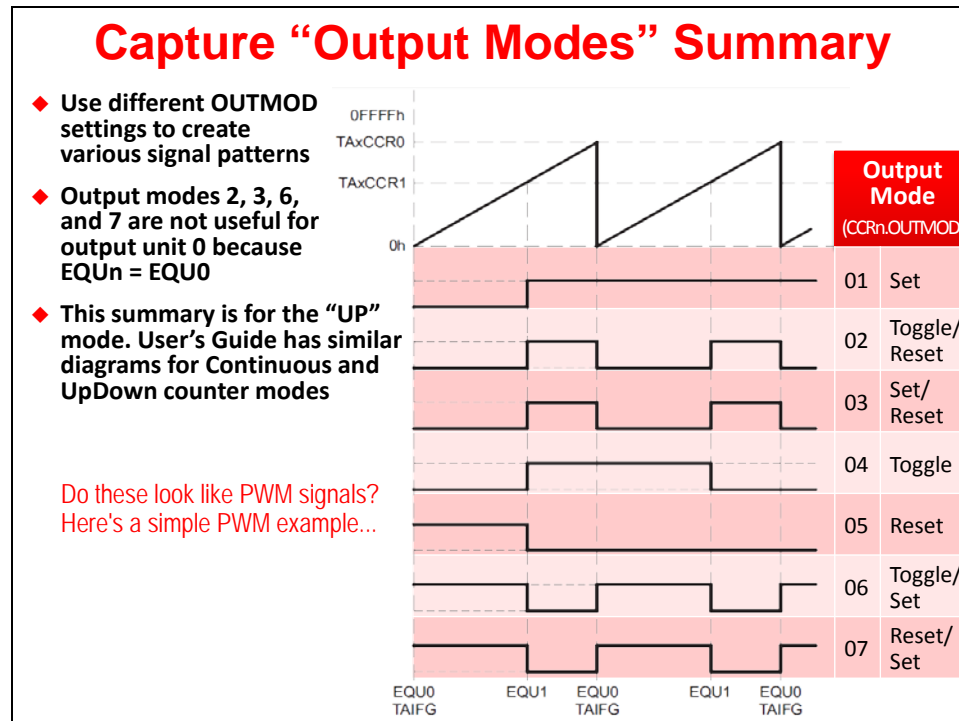 Capture “Output Modes” Summary
Use different OUTMOD
settings to create
various signal patterns
Output modes 2, 3, 6,
and 7 are not useful for
output unit 0 because
EQUn = EQU0
This summary is for the “UP”
mode. User’s Guide has similar
diagrams for Continuous and
UpDown counter modes
Do these look like PWM signals?
Here's a simple PWM example...
0FFFFh
TAxCCR0
TAxCCR1
0h
Output
Mode
(CCRn.OUTMOD
01 Set
02 Toggle/
Reset
03 Set/
Reset
04 Toggle
05 Reset
06 Toggle/
Set
07 Reset/
Set
EQU0
TAIFG
EQU1
EQU0
TAIFG
EQU1
EQU0
TAIFG